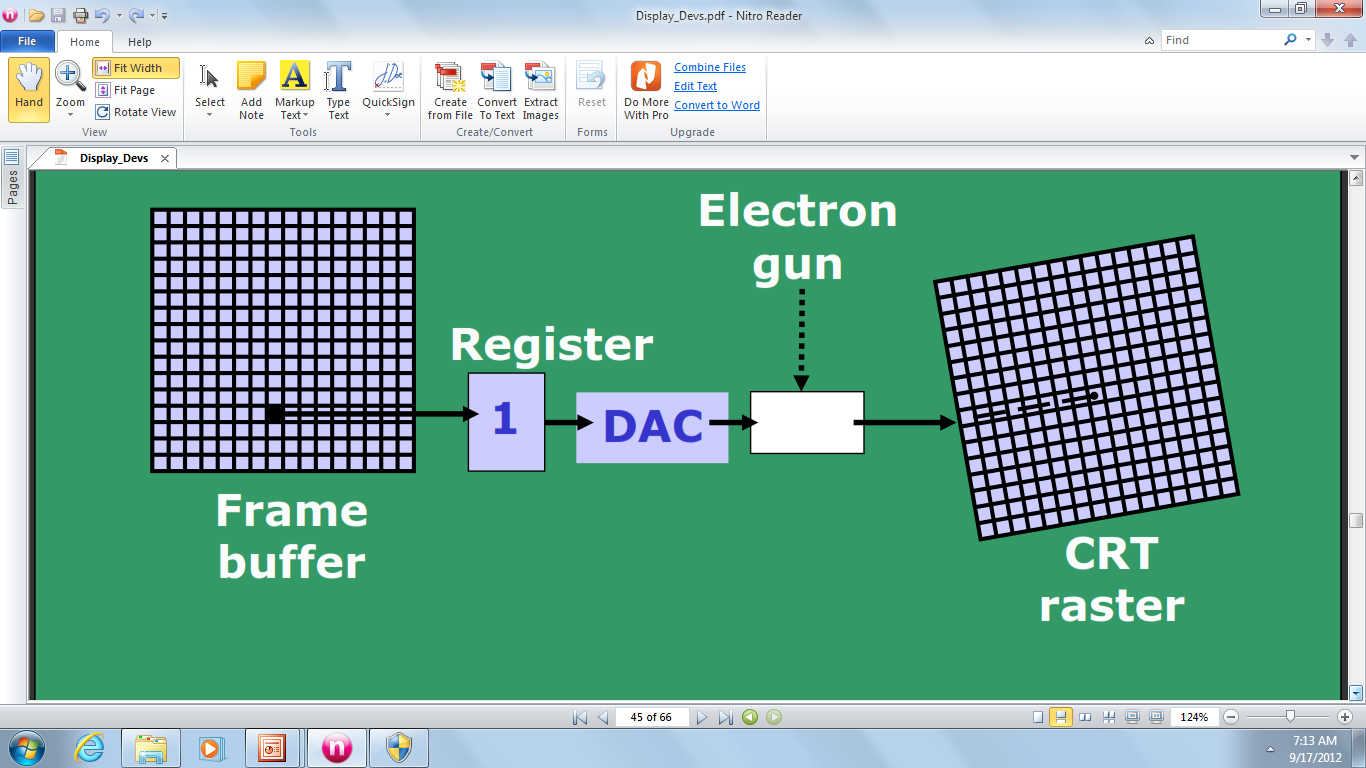 Display_Devs.pdf - Nitro Reader
File
Home
Help
Find
Hand
Zoom
Fit Width
Fit Page
Rotate View
View
Select
Add
Note
Markup
Text
Type
Text
QuickSign
Tools
Create
from File
Convert
To Text
Extract
Images
Create/Convert
Reset
Forms
Do More
With Pro
Combine Files
Edit Text
Convert to Word
Upgrade
Display_Devs
Pages
Electron
gun
Register
1
DAC
Frame
buffer
CRT
raster
45 of 66
124%
7:13 AM
9/17/2012